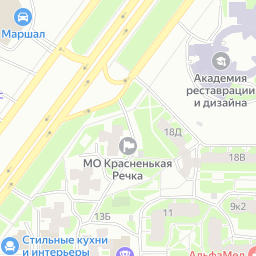 Маршал
Академия
реставрации
и дизайна
18Д
18В
МО Красненькая
Речка
13Б
11
9к2
Стильные кухни
и интерьеры
АльфаМед